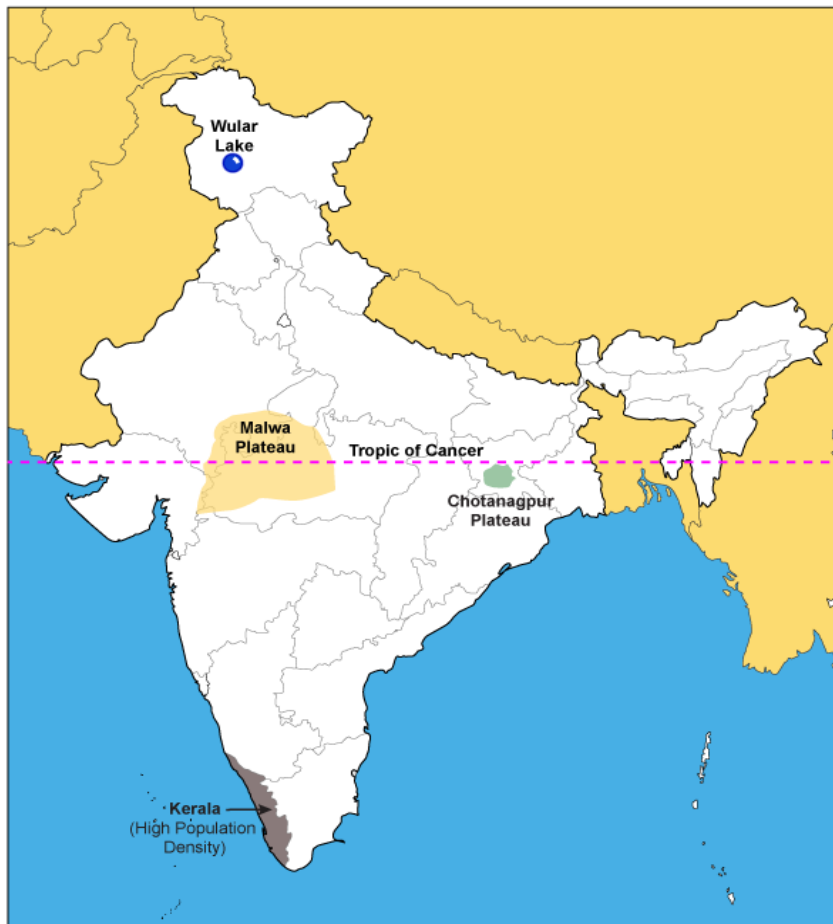 Wular
Lake
Malwa
Plateau
Tropic of Cancer
Chotanagpur
Plateau
Kerala
(High Population
Density)